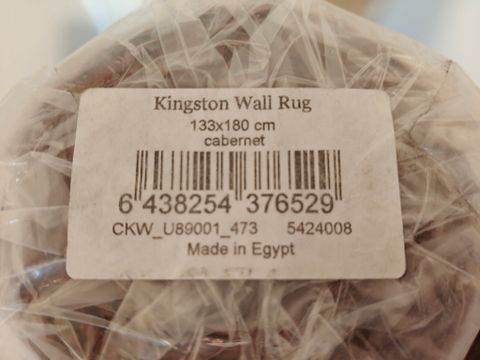 Kingston Wall Rug
133x180 cm
cabernet
6 438254 376529
CKW_U89001_473 5424008
Made in Egypt